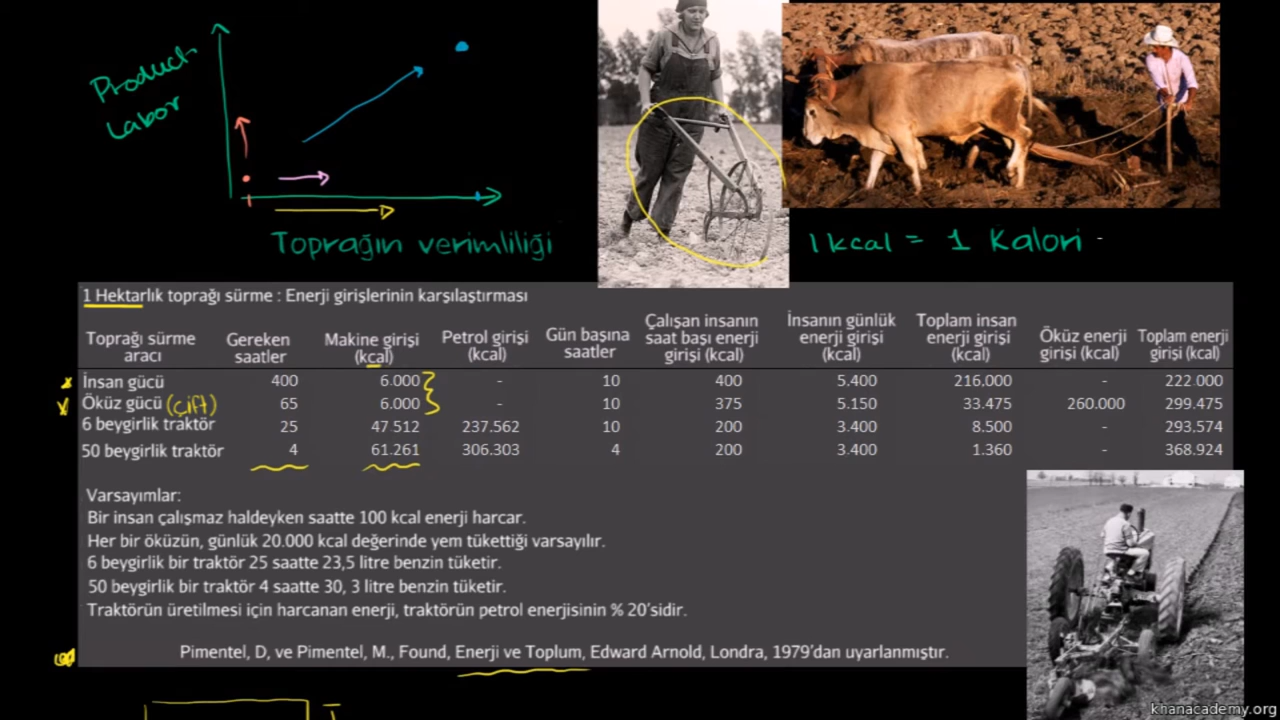 Product
Labor
Toprağın verimliliği
1 kcal = 1 Kalori -
1 Hektarlık toprağı sürme : Enerji girişlerinin karşılaştırması
Toprağı sürme aracı Gereken saatler Makine girişi (kcal) Petrol girişi (kcal) Gün başına saatler Çalışan insanın saat başı enerji girişi (kcal) İnsanın günlük enerji girişi (kcal) Toplam insan enerji girişi (kcal) Öküz enerji girişi (kcal) Toplam enerji girişi (kcal)
İnsan gücü 400 6.000 - 10 400 5.400 216.000 - 222.000
Öküz gücü (çift) 65 6.000 - 10 375 5.150 33.475 260.000 299.475
6 beygirlik traktör 25 47 512 237.562 10 200 3.400 8.500 - 293.574
50 beygirlik traktör 4 61.261 306.303 4 200 3.400 1.360 - 368.924
Varsayımlar:
Bir insan çalışmaz haldeyken saatte 100 kcal enerji harcar.
Her bir öküzün, günlük 20.000 kcal değerinde yem tükettiği varsayılır.
6 beygirlik bir traktör 25 saatte 23,5 litre benzin tüketir.
50 beygirlik bir traktör 4 saatte 30, 3 litre benzin tüketir.
Traktörün üretilmesi için harcanan enerji, traktörün petrol enerjisinin % 20'sidir.
Pimentel, D, ve Pimentel, M., Found, Enerji ve Toplum, Edward Arnold, Londra, 1979'dan uyarlanmıştır.
khanacademy.org